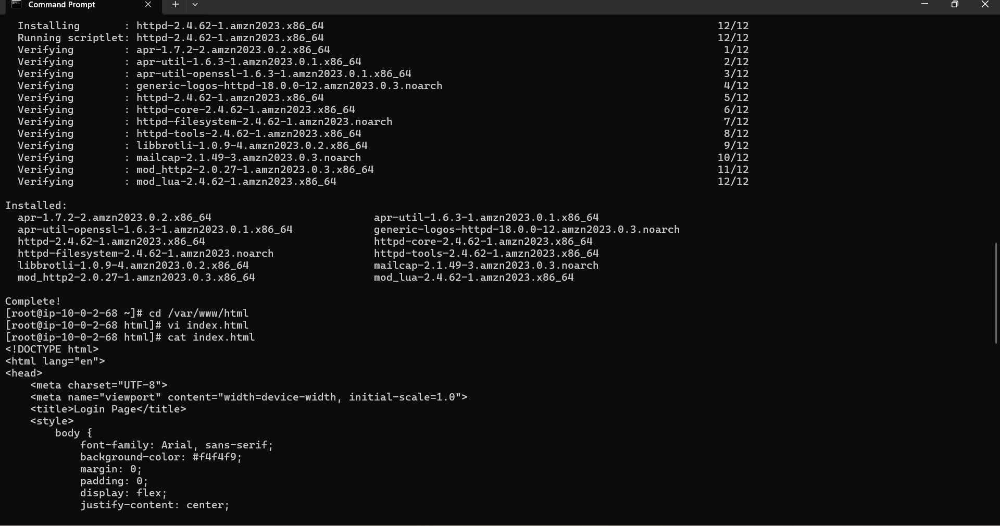 Command Prompt
Installing : httpd-2.4.62-1.amzn2023.x86_64 12/12
Running scriptlet: httpd-2.4.62-1.amzn2023.x86_64 12/12
Verifying : apr-1.7.2-2.amzn2023.0.2.x86_64 1/12
Verifying : apr-util-1.6.3-1.amzn2023.0.1.x86_64 2/12
Verifying : apr-util-openssl-1.6.3-1.amzn2023.0.1.x86_64 3/12
Verifying : generic-logos-httpd-18.0.0-12.amzn2023.0.3.noarch 4/12
Verifying : httpd-2.4.62-1.amzn2023.x86_64 5/12
Verifying : httpd-core-2.4.62-1.amzn2023.x86_64 6/12
Verifying : httpd-filesystem-2.4.62-1.amzn2023.noarch 7/12
Verifying : httpd-tools-2.4.62-1.amzn2023.x86_64 8/12
Verifying : libbrotli-1.0.9-4.amzn2023.0.2.x86_64 9/12
Verifying : mailcap-2.1.49-3.amzn2023.0.3.noarch 10/12
Verifying : mod_http2-2.0.27-1.amzn2023.0.3.x86_64 11/12
Verifying : mod_lua-2.4.62-1.amzn2023.x86_64 12/12
Installed:
apr-1.7.2-2.amzn2023.0.2.x86_64 apr-util-1.6.3-1.amzn2023.0.1.x86_64
apr-util-openssl-1.6.3-1.amzn2023.0.1.x86_64 generic-logos-httpd-18.0.0-12.amzn2023.0.3.noarch
httpd-2.4.62-1.amzn2023.x86_64 httpd-core-2.4.62-1.amzn2023.x86_64
httpd-filesystem-2.4.62-1.amzn2023.noarch httpd-tools-2.4.62-1.amzn2023.x86_64
libbrotli-1.0.9-4.amzn2023.0.2.x86_64 mailcap-2.1.49-3.amzn2023.0.3.noarch
mod_http2-2.0.27-1.amzn2023.0.3.x86_64 mod_lua-2.4.62-1.amzn2023.x86_64
Complete!
[root@ip-10-0-2-68 ~]# cd /var/www/html
[root@ip-10-0-2-68 html]# vi index.html
[root@ip-10-0-2-68 html]# cat index.html
<!DOCTYPE html>
<html lang="en">
<head>
<meta charset="UTF-8">
<meta name="viewport" content="width=device-width, initial-scale=1.0">
<title>Login Page</title>
<style>
body {
font-family: Arial, sans-serif;
background-color: #f4f4f9;
margin: 0;
padding: 0;
display: flex;
justify-content: center;